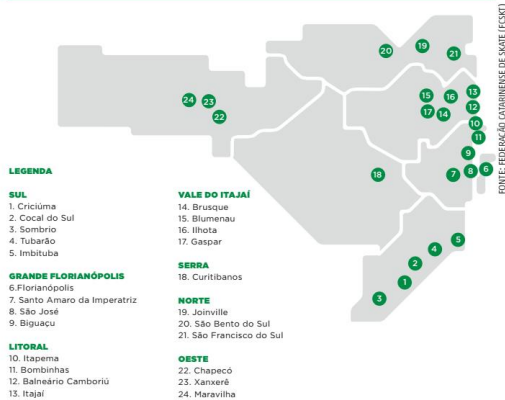 FONTE: FEDERAÇÃO CATARINENSE DE SKATE (FCSKT)
20
19
21
24
23
22
15
16
13
17
14
12
10
11
9
18
7
8
6
5
4
2
1
3
LEGENDA
SUL
1. Criciúma
2. Cocal do Sul
3. Sombrio
4. Tubarão
5. Imbituba
GRANDE FLORIANÓPOLIS
6.Florianópolis
7. Santo Amaro da Imperatriz
8. São José
9. Biguaçu
LITORAL
10. Itapema
11. Bombinhas
12. Balneário Camboriú
13. Itajaí
VALE DO ITAJAÍ
14. Brusque
15. Blumenau
16. Ilhota
17. Gaspar
SERRA
18. Curitibanos
NORTE
19. Joinville
20. São Bento do Sul
21. São Francisco do Sul
OESTE
22. Chapecó
23. Xanxerê
24. Maravilha